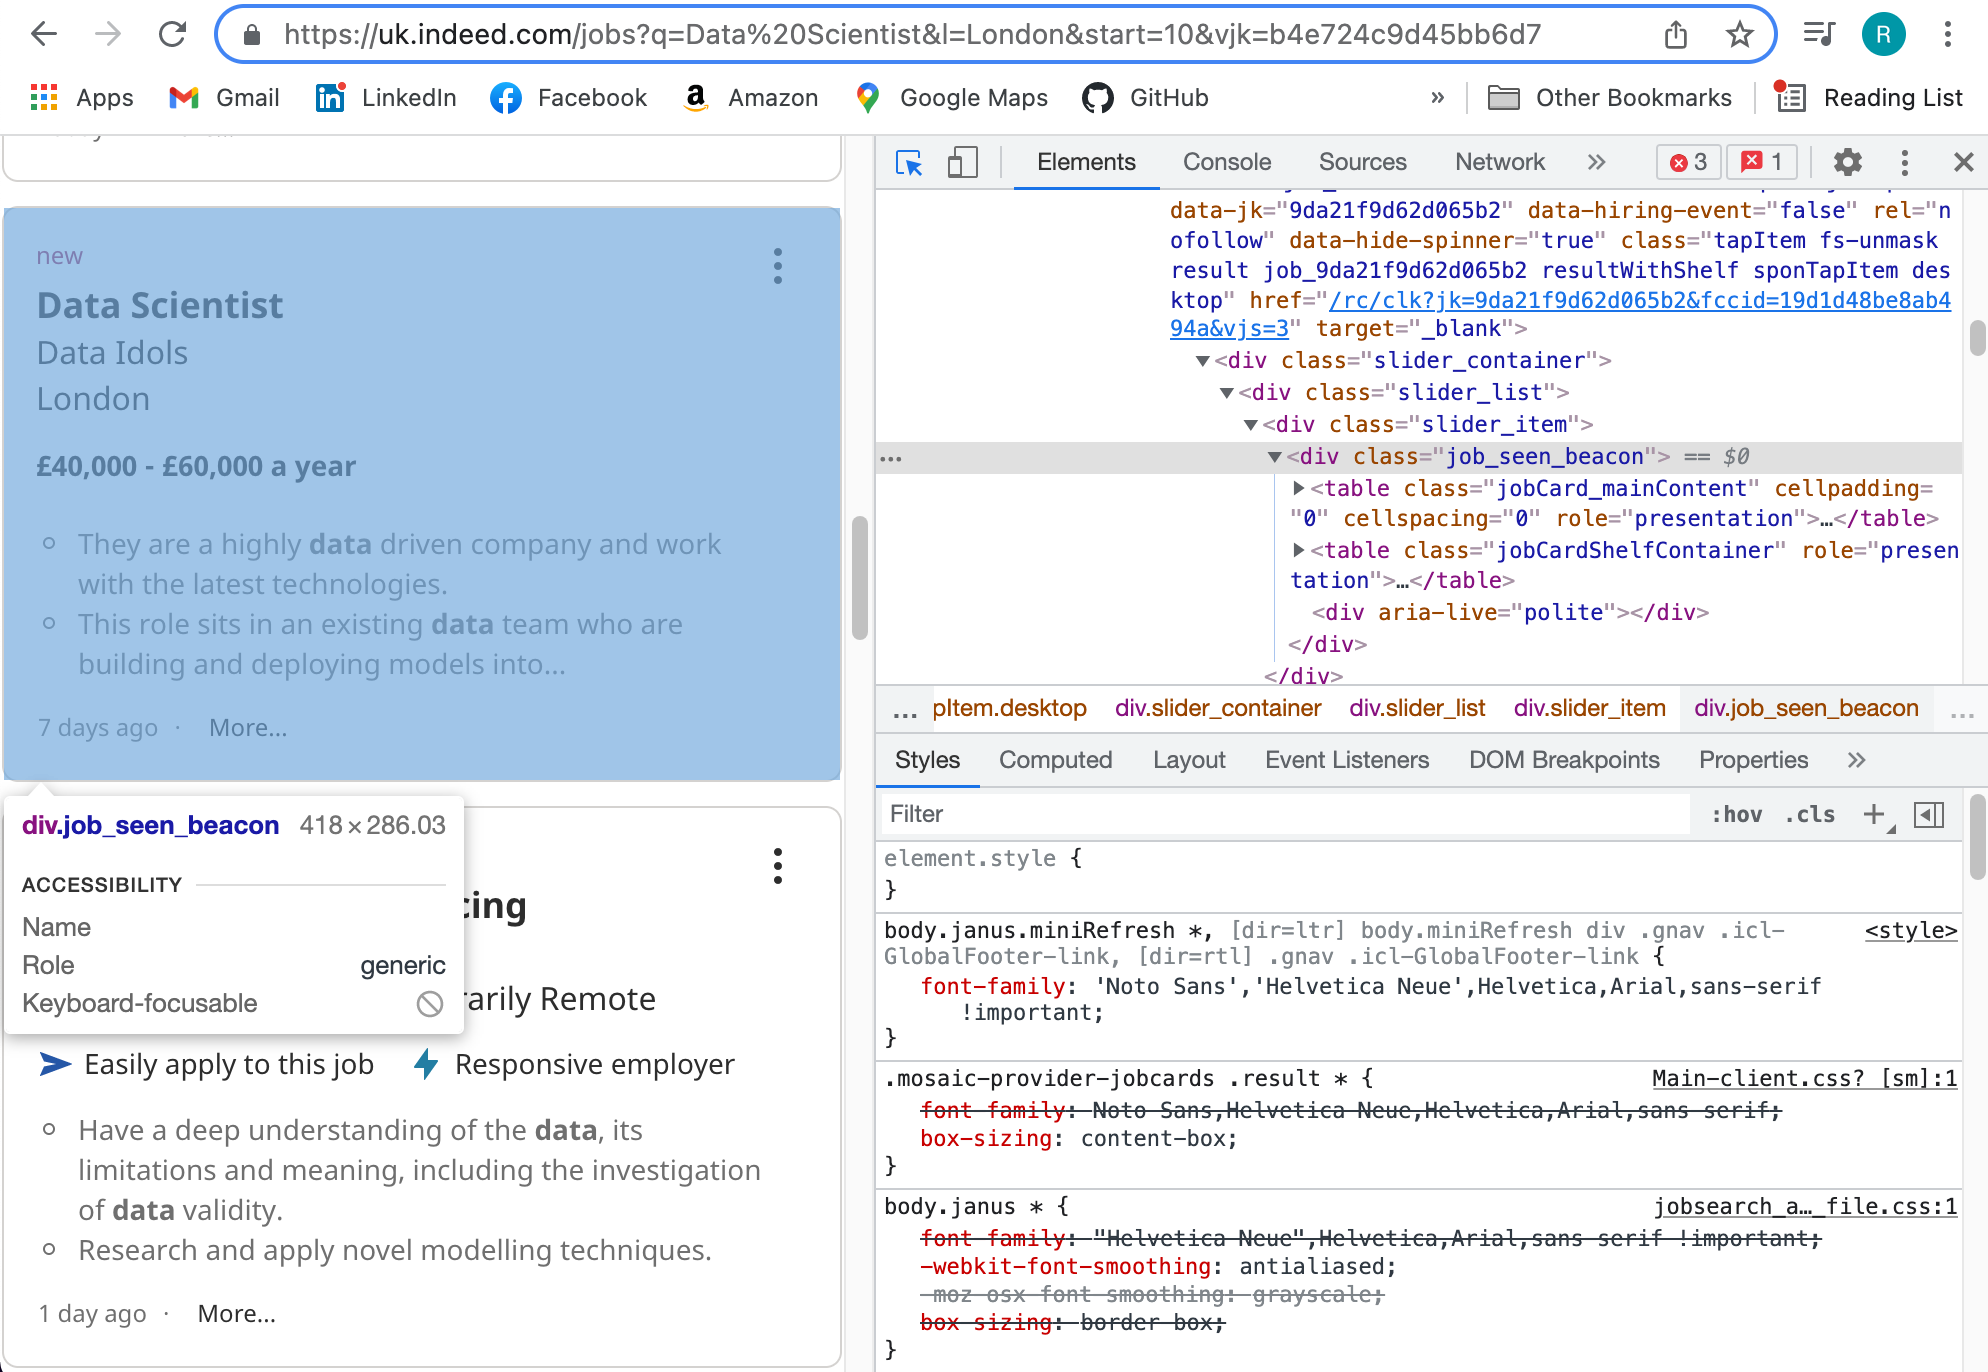 https://uk.indeed.com/jobs?q=Data%20Scientist&l=London&start=10&vjk=b4e724c9d45bb6d7
R
Apps
Gmail
LinkedIn
Facebook
Amazon
Google Maps
GitHub
»
Other Bookmarks
Reading List
new
Data Scientist
Data Idols
London
£40,000 - £60,000 a year
They are a highly data driven company and work
with the latest technologies.
This role sits in an existing data team who are
building and deploying models into...
7 days ago · More...
div.job_seen_beacon 418 × 286.03
ACCESSIBILITY
Name
Role generic
Keyboard-focusable
cing
rarily Remote
Easily apply to this job Responsive employer
Have a deep understanding of the data, its
limitations and meaning, including the investigation
of data validity.
Research and apply novel modelling techniques.
1 day ago · More...
Elements Console Sources Network » 3 1
data-jk="9da21f9d62d065b2" data-hiring-event="false" rel="n
ofollow" data-hide-spinner="true" class="tapItem fs-unmask
result job_9da21f9d62d065b2 resultWithShelf sponTapItem des
ktop" href="/rc/clk?jk=9da21f9d62d065b2&fccid=19d1d48be8ab4
94a&vjs=3" target="_blank">
<div class="slider_container">
<div class="slider_list">
<div class="slider_item">
… <div class="job_seen_beacon"> == $0
<table class="jobCard_mainContent" cellpadding=
"0" cellspacing="0" role="presentation">…</table>
<table class="jobCardShelfContainer" role="presen
tation">…</table>
<div aria-live="polite"></div>
</div>
</div>
… pItem.desktop div.slider_container div.slider_list div.slider_item div.job_seen_beacon …
Styles Computed Layout Event Listeners DOM Breakpoints Properties »
Filter :hov .cls +
element.style {
}
body.janus.miniRefresh *, [dir=ltr] body.miniRefresh div .gnav .icl- <style>
GlobalFooter-link, [dir=rtl] .gnav .icl-GlobalFooter-link {
font-family: 'Noto Sans','Helvetica Neue',Helvetica,Arial,sans-serif
!important;
}
.mosaic-provider-jobcards .result * { Main-client.css? [sm]:1
font-family: Noto Sans,Helvetica Neue,Helvetica,Arial,sans-serif;
box-sizing: content-box;
}
body.janus * { jobsearch_a…_file.css:1
font-family: "Helvetica Neue",Helvetica,Arial,sans-serif !important;
-webkit-font-smoothing: antialiased;
-moz-osx-font-smoothing: grayscale;
box-sizing: border-box;
}